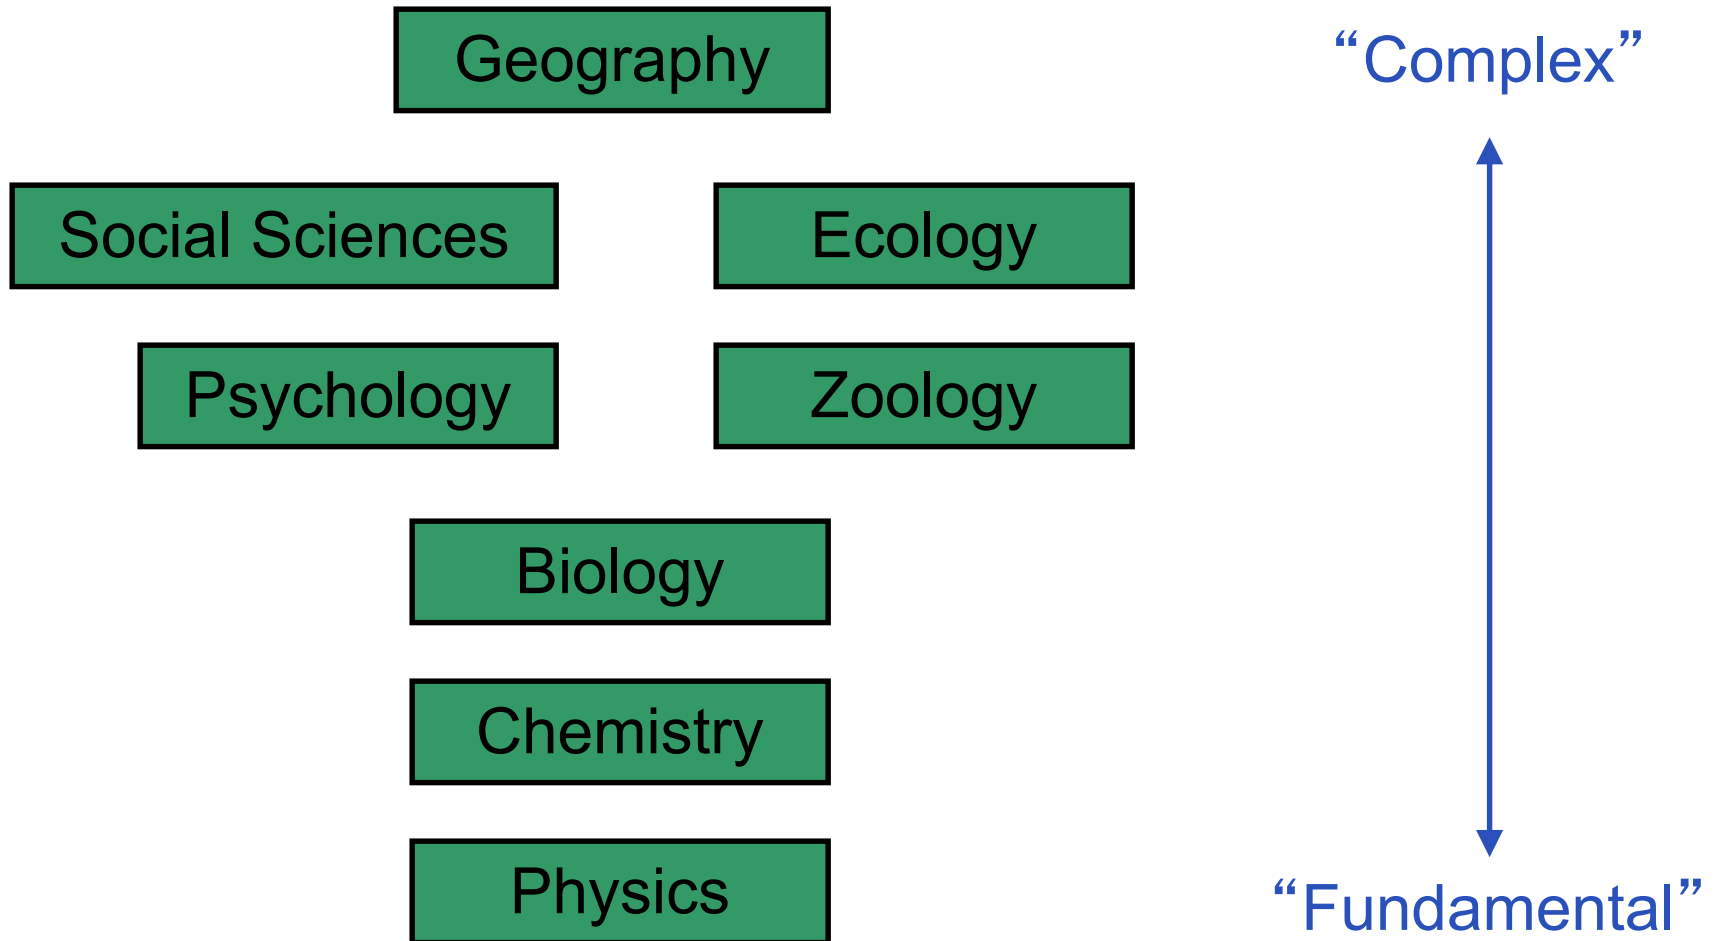 Geography
“Complex”
Social Sciences
Ecology
Psychology
Zoology
Biology
Chemistry
Physics
“Fundamental”